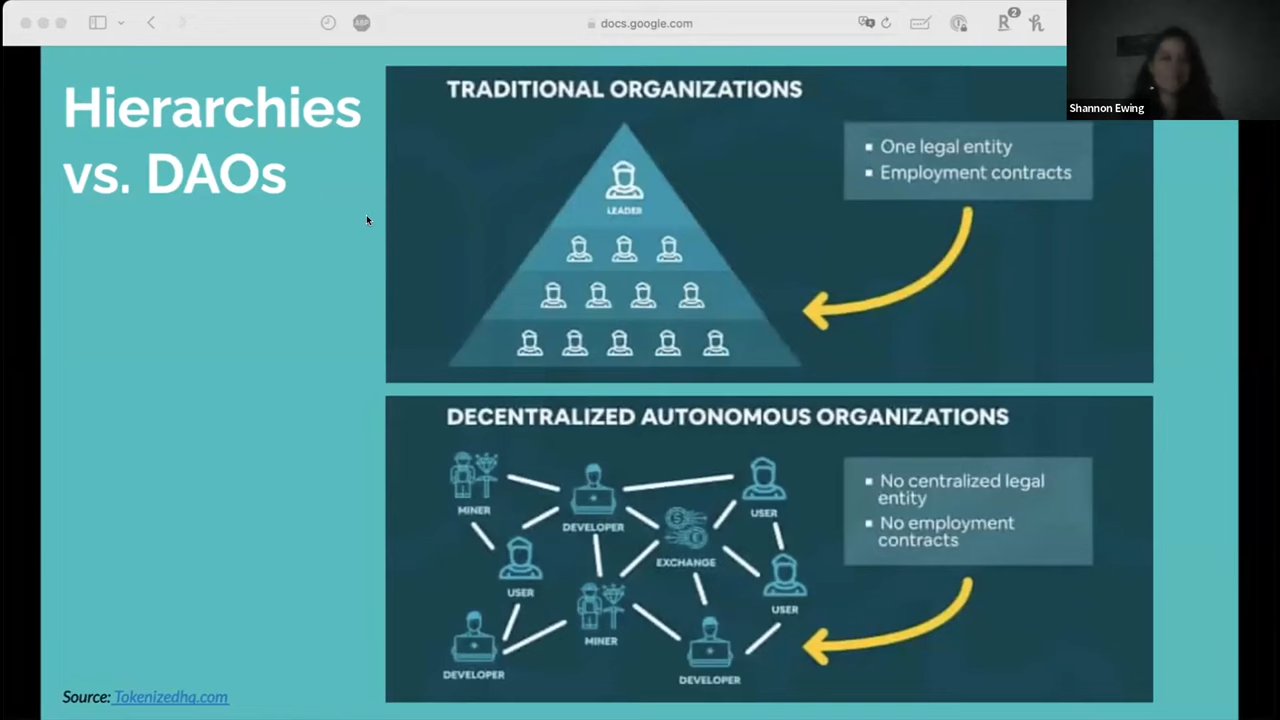 docs.google.com
2
ABP
Shannon Ewing
Hierarchies
vs. DAOs
TRADITIONAL ORGANIZATIONS
LEADER
▪ One legal entity
▪ Employment contracts
DECENTRALIZED AUTONOMOUS ORGANIZATIONS
MINER
DEVELOPER
USER
EXCHANGE
USER
USER
MINER
DEVELOPER
DEVELOPER
▪ No centralized legal
entity
▪ No employment
contracts
Source: Tokenizedhq.com